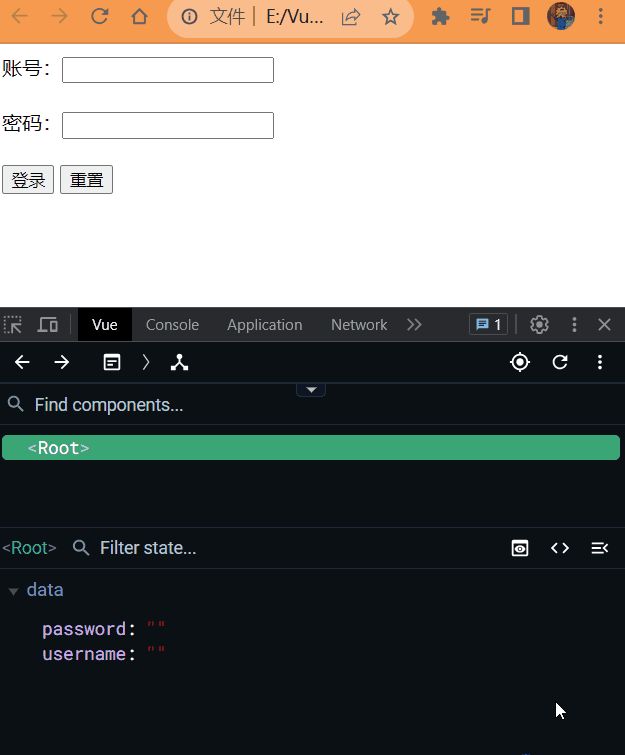 文件 E:/Vu...
账号：
密码：
登录 重置
Vue Console Application Network 1
Find components...
<Root>
<Root> Filter state...
data
password: ""
username: ""